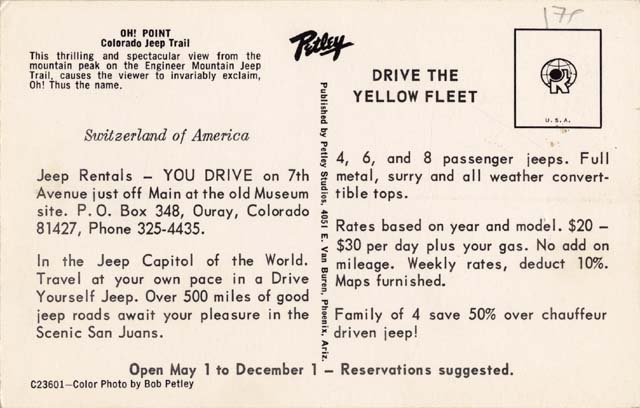 OH! POINT
Colorado Jeep Trail
This thrilling and spectacular view from the
mountain peak on the Engineer Mountain Jeep
Trail, causes the viewer to invariably exclaim,
Oh! Thus the name.
Switzerland of America
Jeep Rentals – YOU DRIVE on 7th
Avenue just off Main at the old Museum
site. P. O. Box 348, Ouray, Colorado
81427, Phone 325-4435.
In the Jeep Capitol of the World.
Travel at your own pace in a Drive
Yourself Jeep. Over 500 miles of good
jeep roads await your pleasure in the
Scenic San Juans.
Petley
Published by Petley Studios, 4051 E. Van Buren, Phoenix, Ariz.
17
DRIVE THE
YELLOW FLEET
U.S.A.
4, 6, and 8 passenger jeeps. Full
metal, surry and all weather convert-
tible tops.
Rates based on year and model. $20 –
$30 per day plus your gas. No add on
mileage. Weekly rates, deduct 10%.
Maps furnished.
Family of 4 save 50% over chauffeur
driven jeep!
Open May 1 to December 1 – Reservations suggested.
C23601–Color Photo by Bob Petley